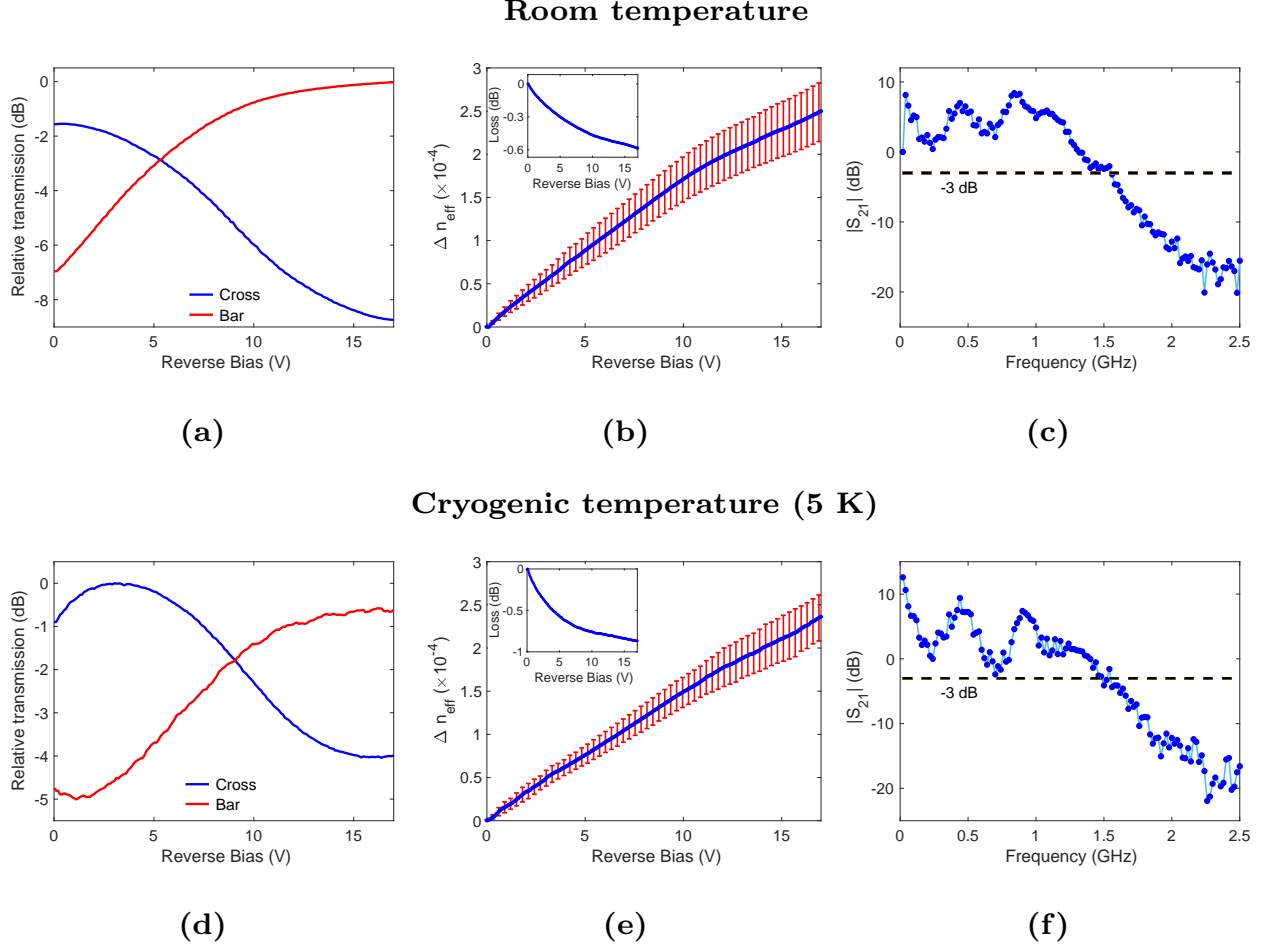 Room temperature
Relative transmission (dB)
0
-2
-4
-6
-8
Cross
Bar
0
5
10
15
Reverse Bias (V)
(a)
Δ n_eff (×10^-4)
3
2.5
2
1.5
1
0.5
0
Loss (dB)
0
-0.3
-0.6
0
5
10
15
Reverse Bias (V)
0
5
10
15
Reverse Bias (V)
(b)
|S_21| (dB)
10
0
-10
-20
-3 dB
0
0.5
1
1.5
2
2.5
Frequency (GHz)
(c)
Cryogenic temperature (5 K)
Relative transmission (dB)
0
-1
-2
-3
-4
-5
Cross
Bar
0
5
10
15
Reverse Bias (V)
(d)
Δ n_eff (×10^-4)
3
2.5
2
1.5
1
0.5
0
Loss (dB)
0
-0.5
-1
0
5
10
15
Reverse Bias (V)
0
5
10
15
Reverse Bias (V)
(e)
|S_21| (dB)
10
0
-10
-20
-3 dB
0
0.5
1
1.5
2
2.5
Frequency (GHz)
(f)